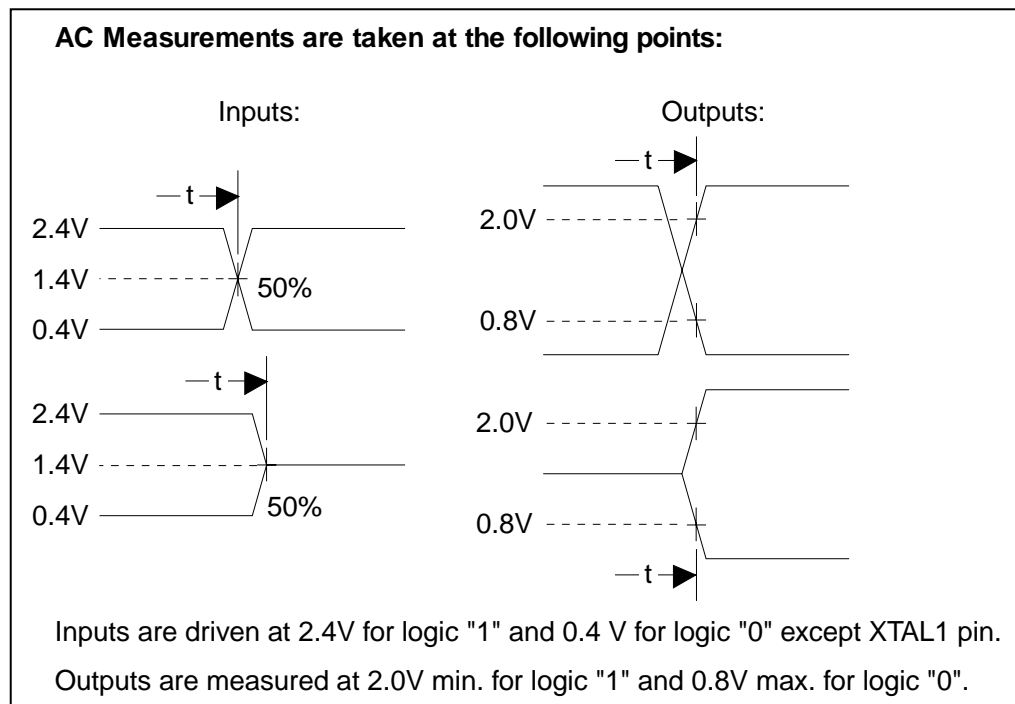 AC Measurements are taken at the following points:
Inputs:
t
2.4V
1.4V
50%
0.4V
t
2.4V
1.4V
50%
0.4V
Outputs:
t
2.0V
0.8V
2.0V
0.8V
t
Inputs are driven at 2.4V for logic "1" and 0.4 V for logic "0" except XTAL1 pin.
Outputs are measured at 2.0V min. for logic "1" and 0.8V max. for logic "0".